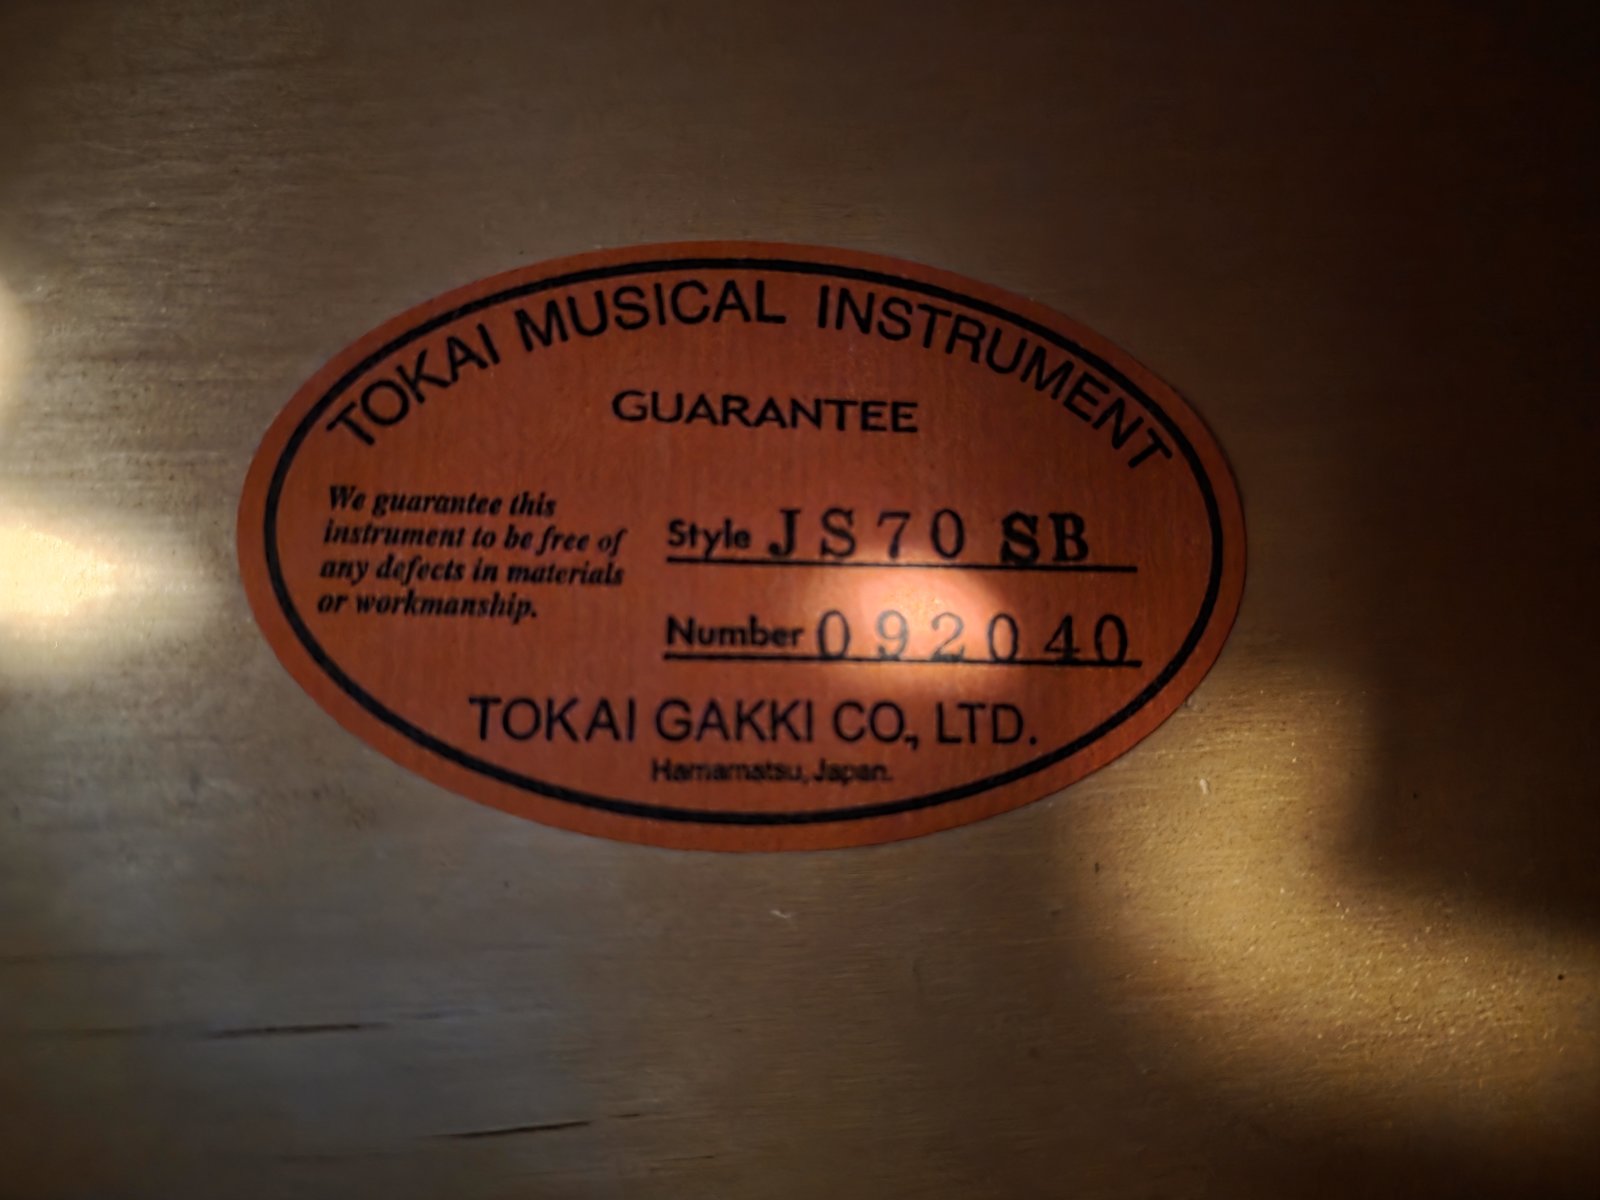 TOKAI MUSICAL INSTRUMENT
GUARANTEE
We guarantee this
instrument to be free of
any defects in materials
or workmanship.
Style JS70 SB
Number 092040
TOKAI GAKKI CO., LTD.
Hamamatsu, Japan.